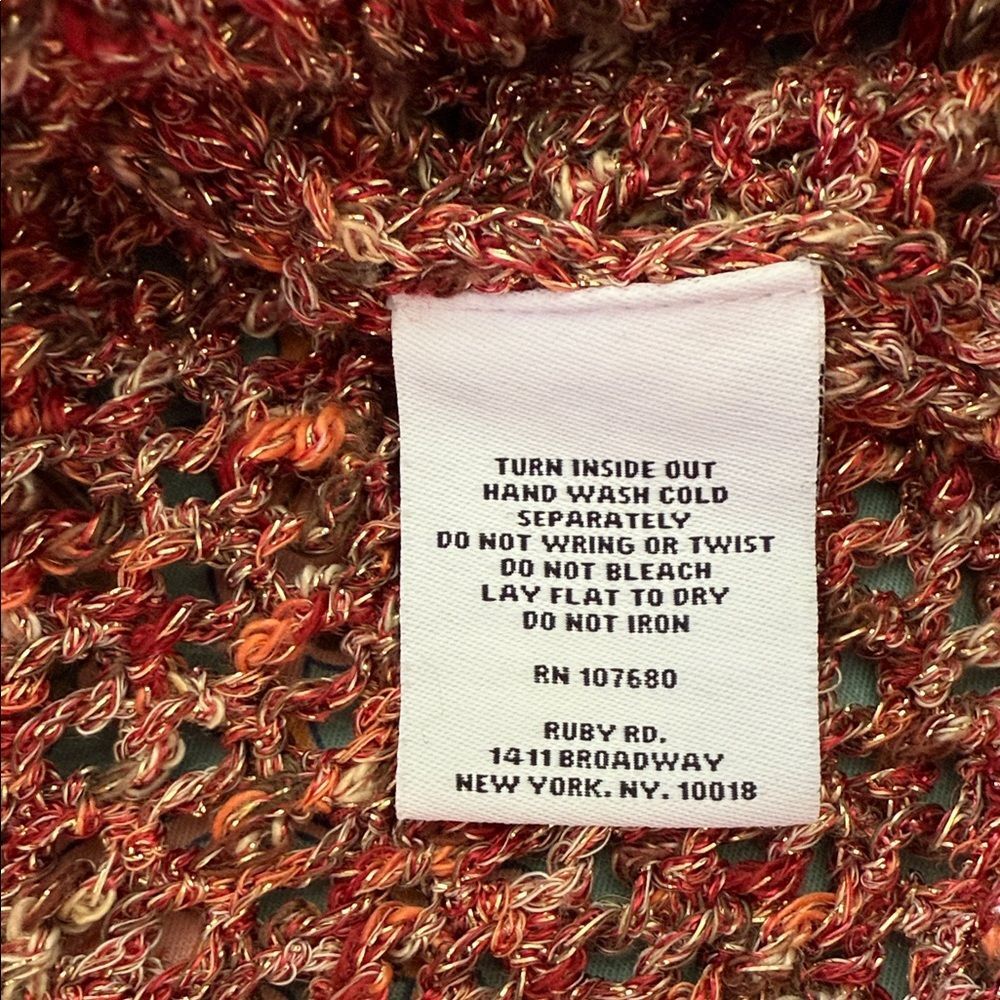 TURN INSIDE OUT
HAND WASH COLD
SEPARATELY
DO NOT WRING OR TWIST
DO NOT BLEACH
LAY FLAT TO DRY
DO NOT IRON
RN 107680
RUBY RD.
1411 BROADWAY
NEW YORK. NY. 10018